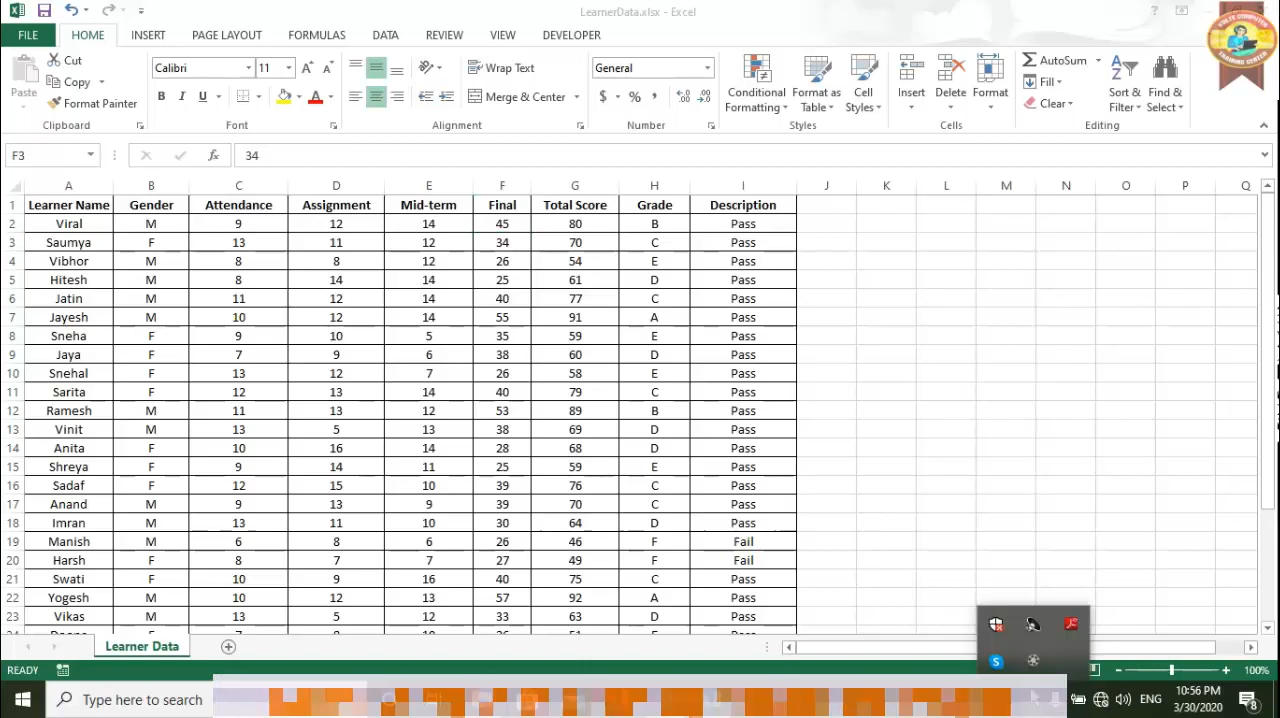 LearnerData.xlsx - Excel
FILE HOME INSERT PAGE LAYOUT FORMULAS DATA REVIEW VIEW DEVELOPER
Cut
Copy
Format Painter
Paste
Clipboard
Calibri 11
B I U
Font
Wrap Text
Merge & Center
Alignment
General
$ % ,
Number
Conditional Formatting
Format as Table
Cell Styles
Styles
Insert Delete Format
Cells
AutoSum
Fill
Clear
Sort & Filter
Find & Select
Editing
F3 fx 34
A B C D E F G H I J K L M N O P Q
1 Learner Name Gender Attendance Assignment Mid-term Final Total Score Grade Description
2 Viral M 9 12 14 45 80 B Pass
3 Saumya F 13 11 12 34 70 C Pass
4 Vibhor M 8 8 12 26 54 E Pass
5 Hitesh M 8 14 14 25 61 D Pass
6 Jatin M 11 12 14 40 77 C Pass
7 Jayesh M 10 12 14 55 91 A Pass
8 Sneha F 9 10 5 35 59 E Pass
9 Jaya F 7 9 6 38 60 D Pass
10 Snehal F 13 12 7 26 58 E Pass
11 Sarita F 12 13 14 40 79 C Pass
12 Ramesh M 11 13 12 53 89 B Pass
13 Vinit M 13 5 13 38 69 D Pass
14 Anita F 10 16 14 28 68 D Pass
15 Shreya F 9 14 11 25 59 E Pass
16 Sadaf F 12 15 10 39 76 C Pass
17 Anand M 9 13 9 39 70 C Pass
18 Imran M 13 11 10 30 64 D Pass
19 Manish M 6 8 6 26 46 F Fail
20 Harsh F 8 7 7 27 49 F Fail
21 Swati F 10 9 16 40 75 C Pass
22 Yogesh M 10 12 13 57 92 A Pass
23 Vikas M 13 5 12 33 63 D Pass
Learner Data
READY
100%
Type here to search
ENG
10:56 PM
3/30/2020
8